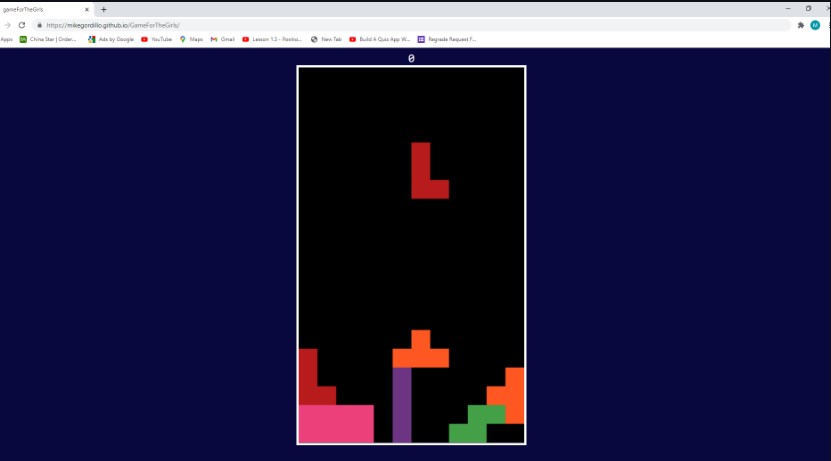 gameForTheGirls
https://mikegordillo.github.io/GameForTheGirls/
Apps China Star | Order... Ads by Google YouTube Maps Gmail Lesson 1.2 - Positio... New Tab Build A Quiz App W... Regrade Request F...
M
0